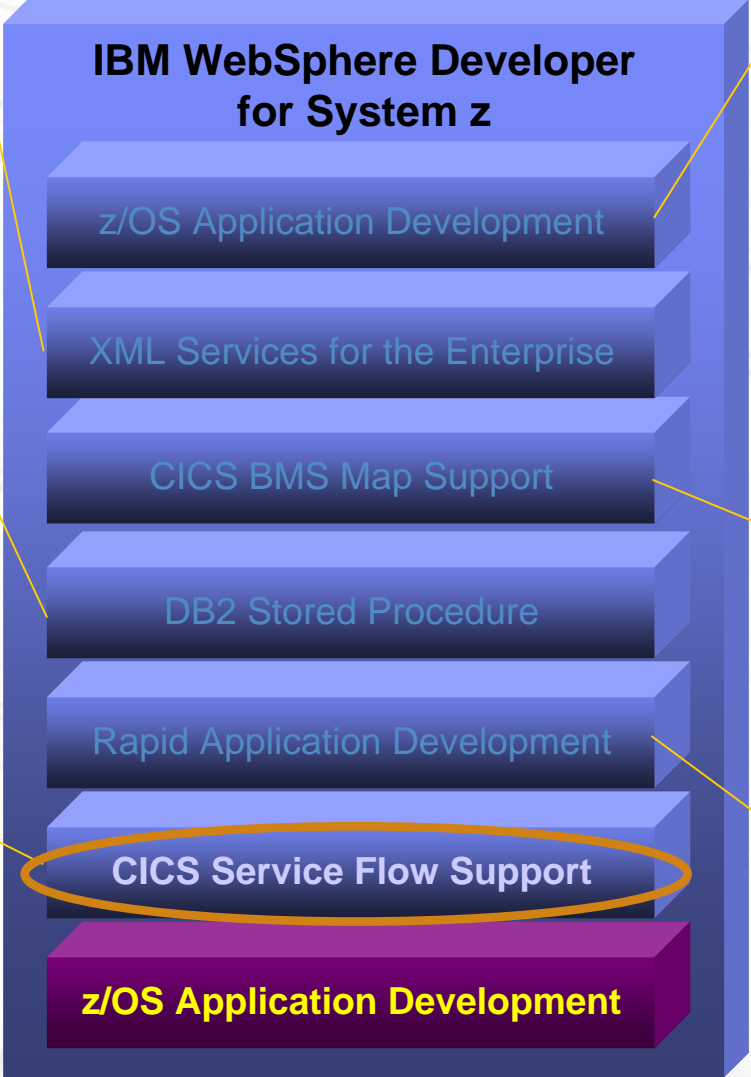 IBM WebSphere Developer
for System z
z/OS Application Development
XML Services for the Enterprise
CICS BMS Map Support
DB2 Stored Procedure
Rapid Application Development
CICS Service Flow Support
z/OS Application Development